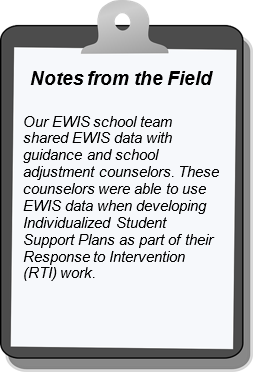 Notes from the Field
Our EWIS school team
shared EWIS data with
guidance and school
adjustment counselors. These
counselors were able to use
EWIS data when developing
Individualized Student
Support Plans as part of their
Response to Intervention
(RTI) work.